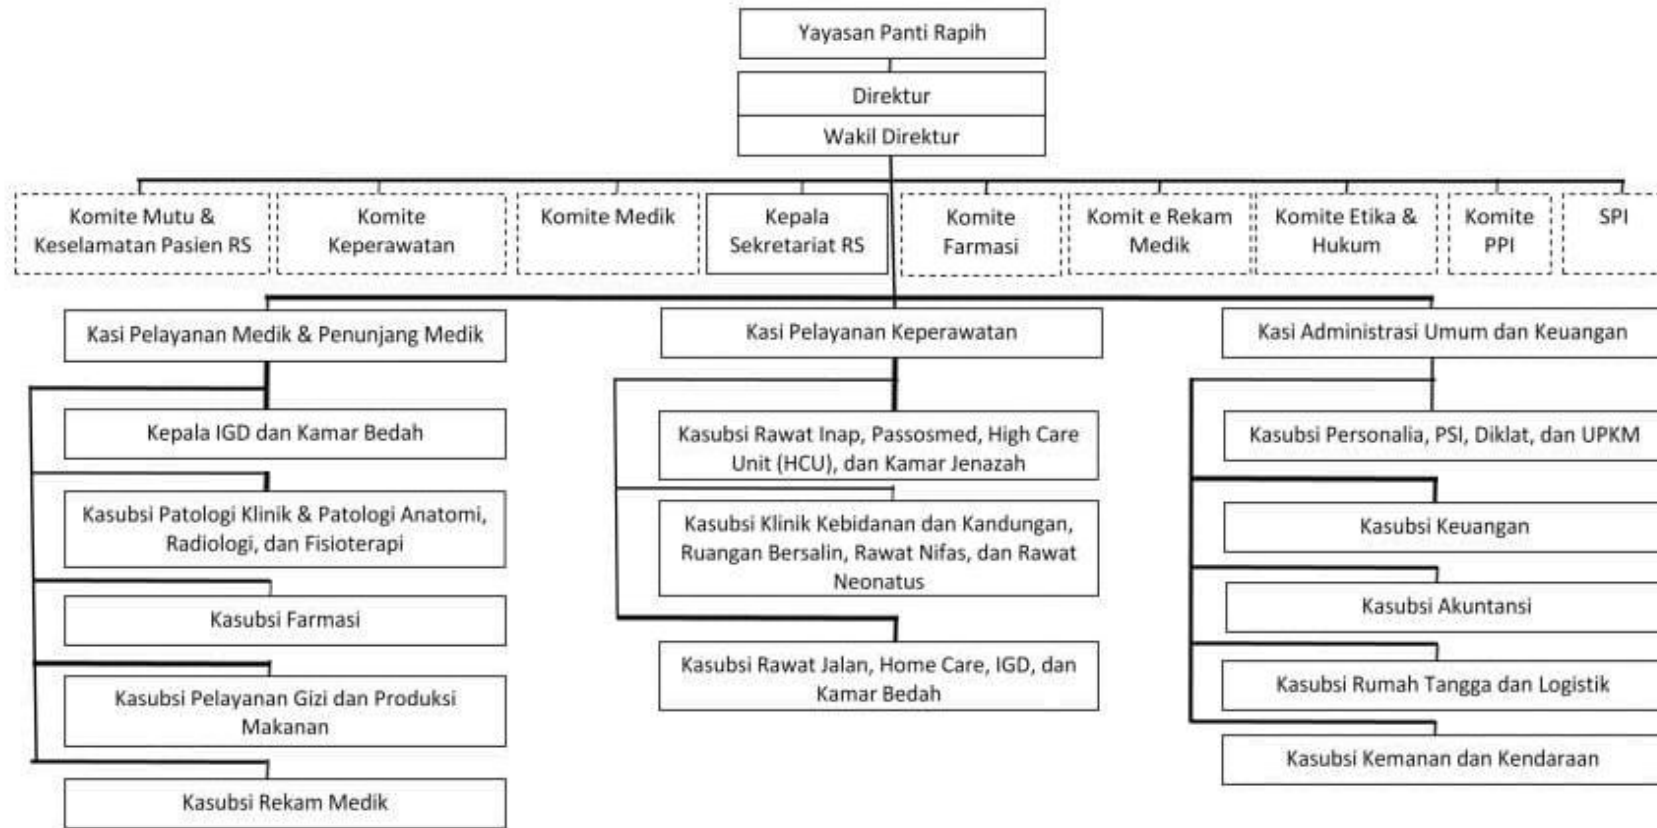 Yayasan Panti Rapih
Direktur
Wakil Direktur
Komite Mutu &
Keselamatan Pasien RS
Komite
Keperawatan
Komite Medik
Kepala
Sekretariat RS
Komite
Farmasi
Komit e Rekam
Medik
Komite Etika &
Hukum
Komite
PPI
SPI
Kasi Pelayanan Medik & Penunjang Medik
Kepala IGD dan Kamar Bedah
Kasubsi Patologi Klinik & Patologi Anatomi,
Radiologi, dan Fisioterapi
Kasubsi Farmasi
Kasubsi Pelayanan Gizi dan Produksi
Makanan
Kasubsi Rekam Medik
Kasi Pelayanan Keperawatan
Kasubsi Rawat Inap, Passosmed, High Care
Unit (HCU), dan Kamar Jenazah
Kasubsi Klinik Kebidanan dan Kandungan,
Ruangan Bersalin, Rawat Nifas, dan Rawat
Neonatus
Kasubsi Rawat Jalan, Home Care, IGD, dan
Kamar Bedah
Kasi Administrasi Umum dan Keuangan
Kasubsi Personalia, PSI, Diklat, dan UPKM
Kasubsi Keuangan
Kasubsi Akuntansi
Kasubsi Rumah Tangga dan Logistik
Kasubsi Kemanan dan Kendaraan